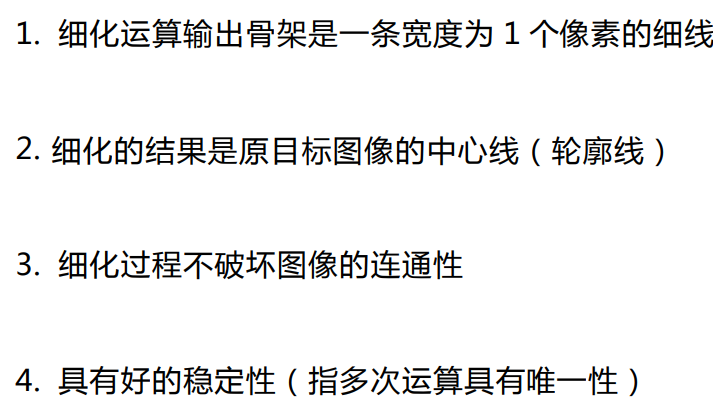 1. 细化运算输出骨架是一条宽度为 1 个像素的细线
2. 细化的结果是原目标图像的中心线（轮廓线）
3. 细化过程不破坏图像的连通性
4. 具有好的稳定性（指多次运算具有唯一性）